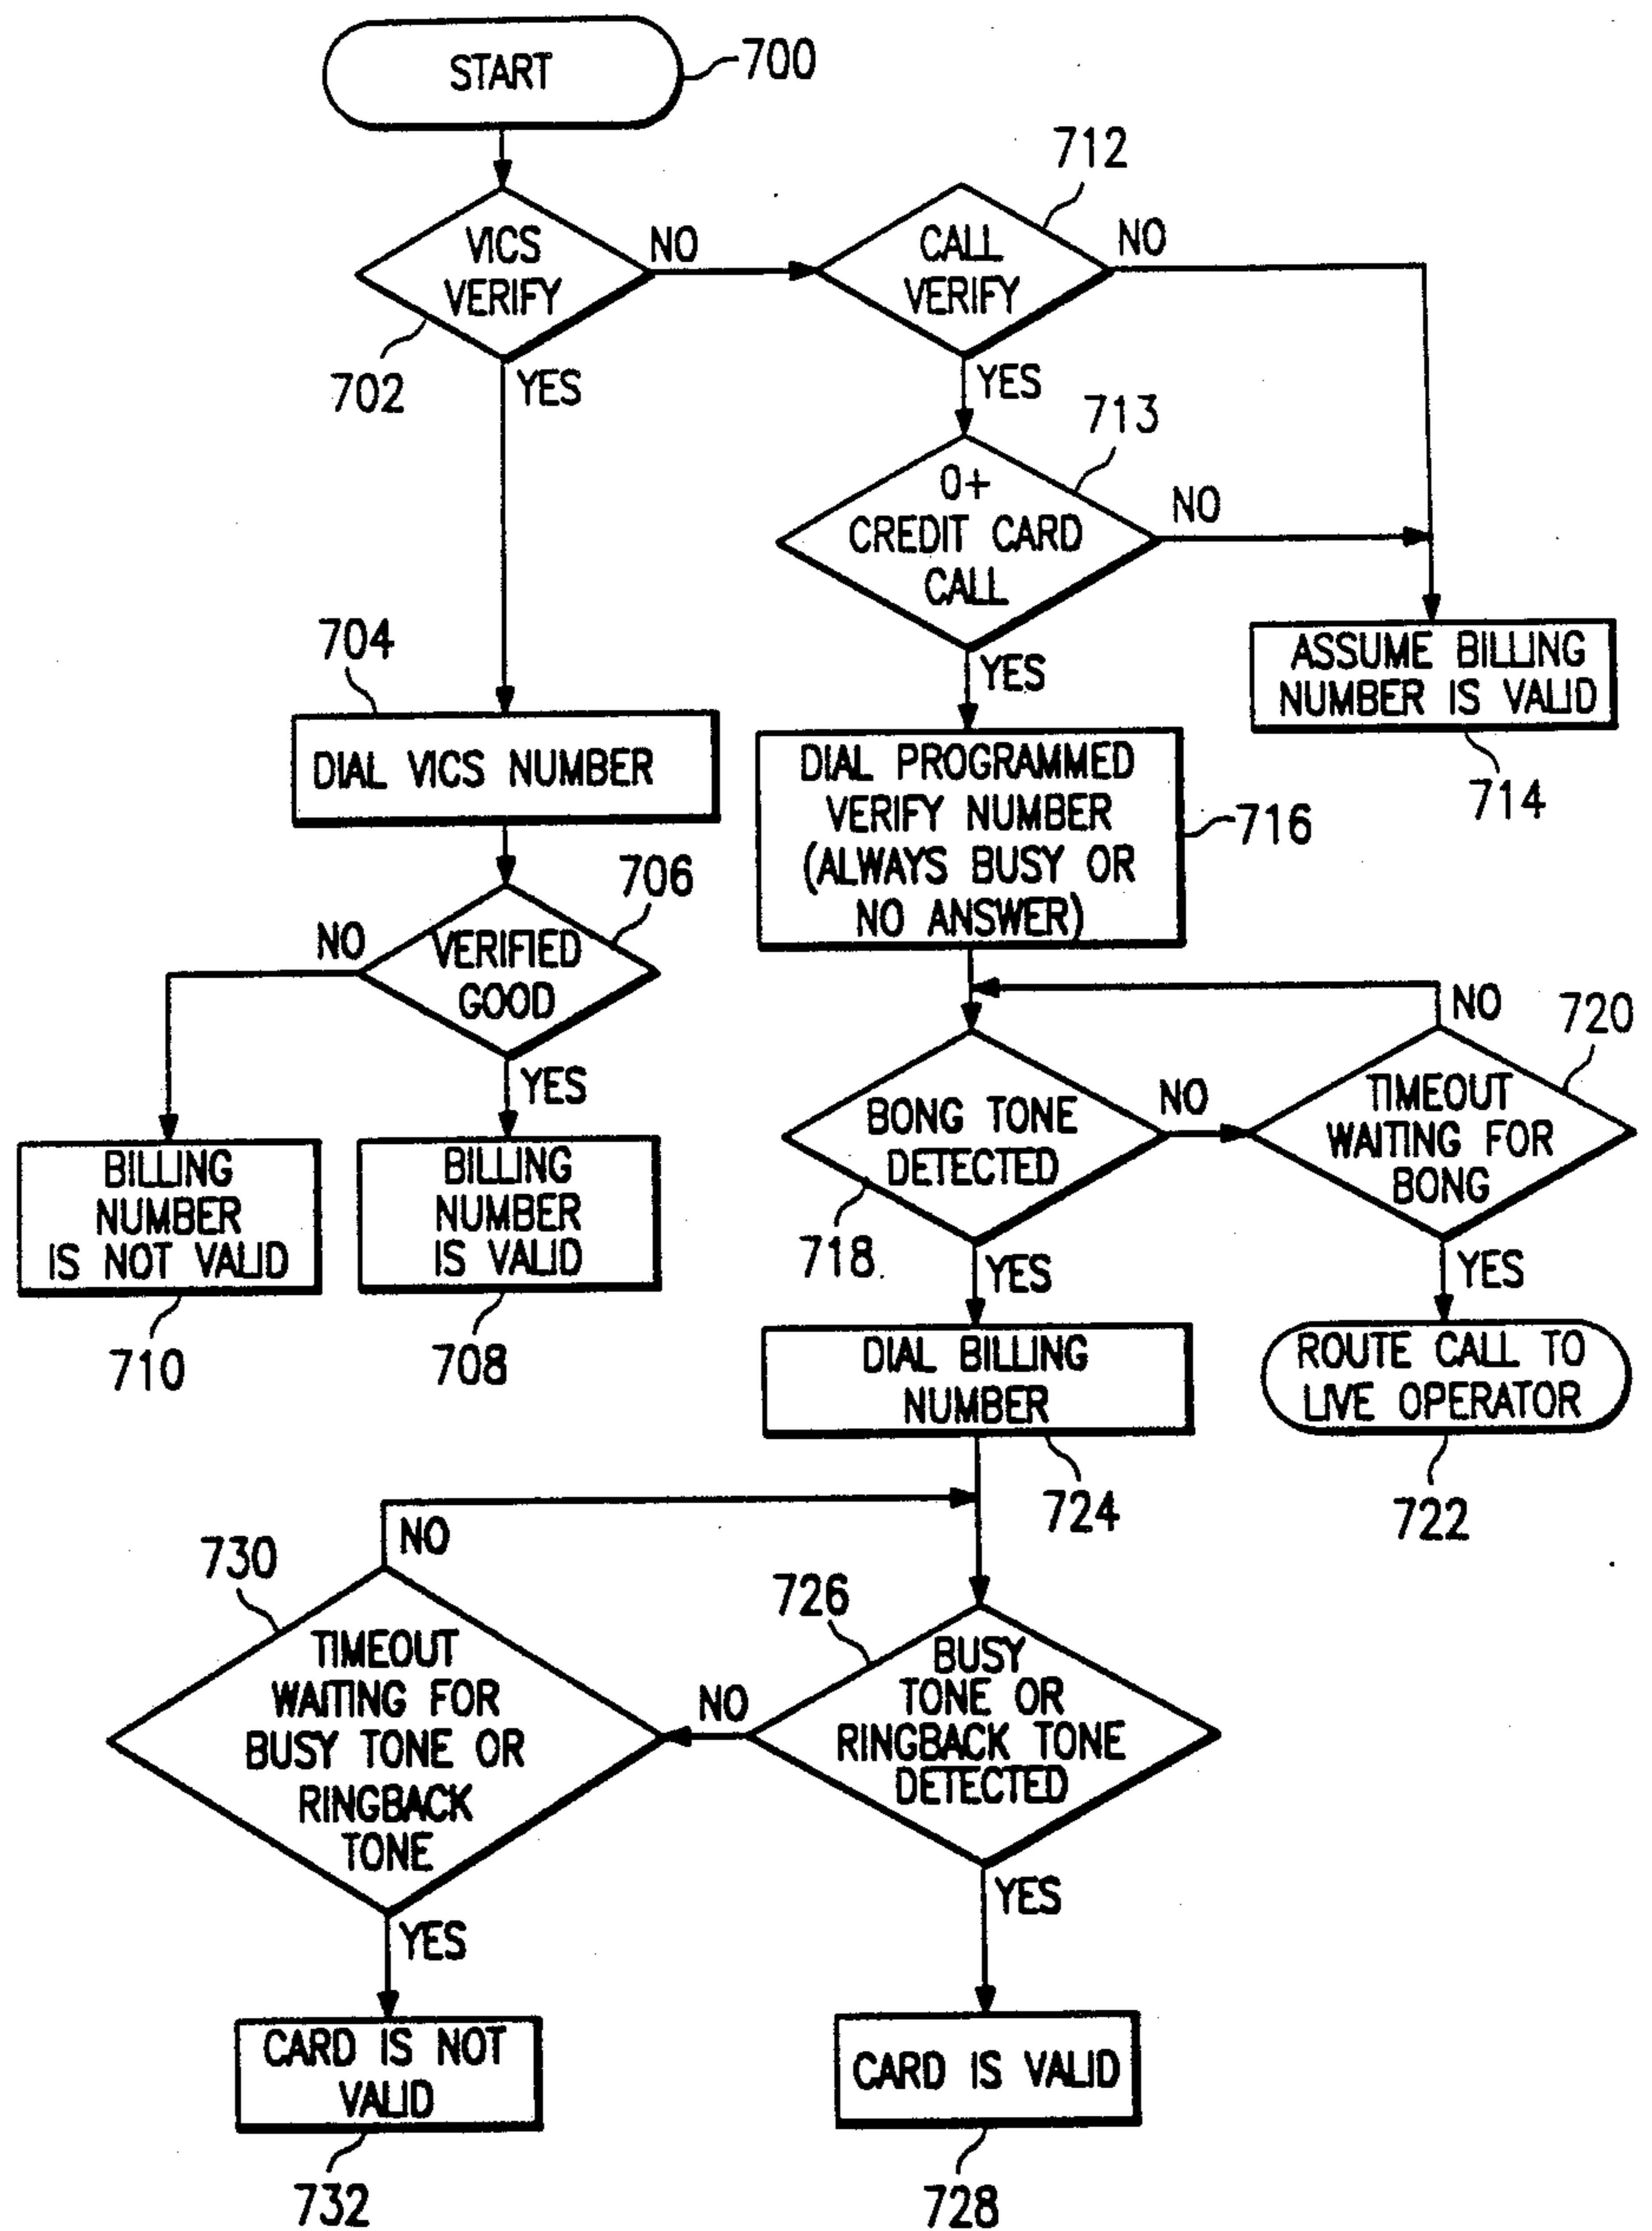 START
700
712
VICS
VERIFY
NO
CALL
VERIFY
NO
702
YES
YES
713
0+
CREDIT CARD
CALL
NO
704
YES
ASSUME BILLING
NUMBER IS VALID
714
DIAL VICS NUMBER
DIAL PROGRAMMED
VERIFY NUMBER
(ALWAYS BUSY OR
NO ANSWER)
716
706
NO
VERIFIED
GOOD
YES
NO
720
BONG TONE
DETECTED
NO
TIMEOUT
WAITING FOR
BONG
718
YES
YES
BILLING
NUMBER
IS NOT VALID
BILLING
NUMBER
IS VALID
710
708
DIAL BILLING
NUMBER
ROUTE CALL TO
LIVE OPERATOR
724
722
NO
730
726
TIMEOUT
WAITING FOR
BUSY TONE OR
RINGBACK
TONE
NO
BUSY
TONE OR
RINGBACK TONE
DETECTED
YES
YES
CARD IS NOT
VALID
CARD IS VALID
732
728